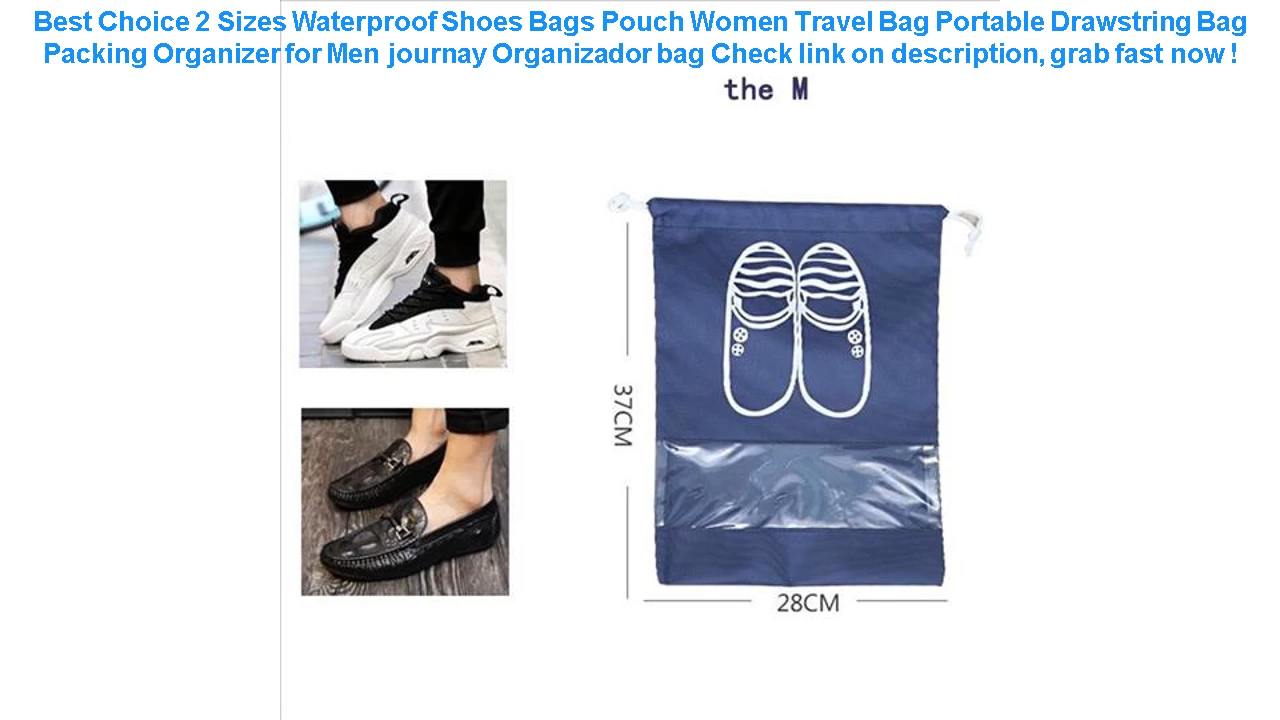 Best Choice 2 Sizes Waterproof Shoes Bags Pouch Women Travel Bag Portable Drawstring Bag
Packing Organizer for Men journay Organizador bag Check link on description, grab fast now !
the M
37CM
28CM